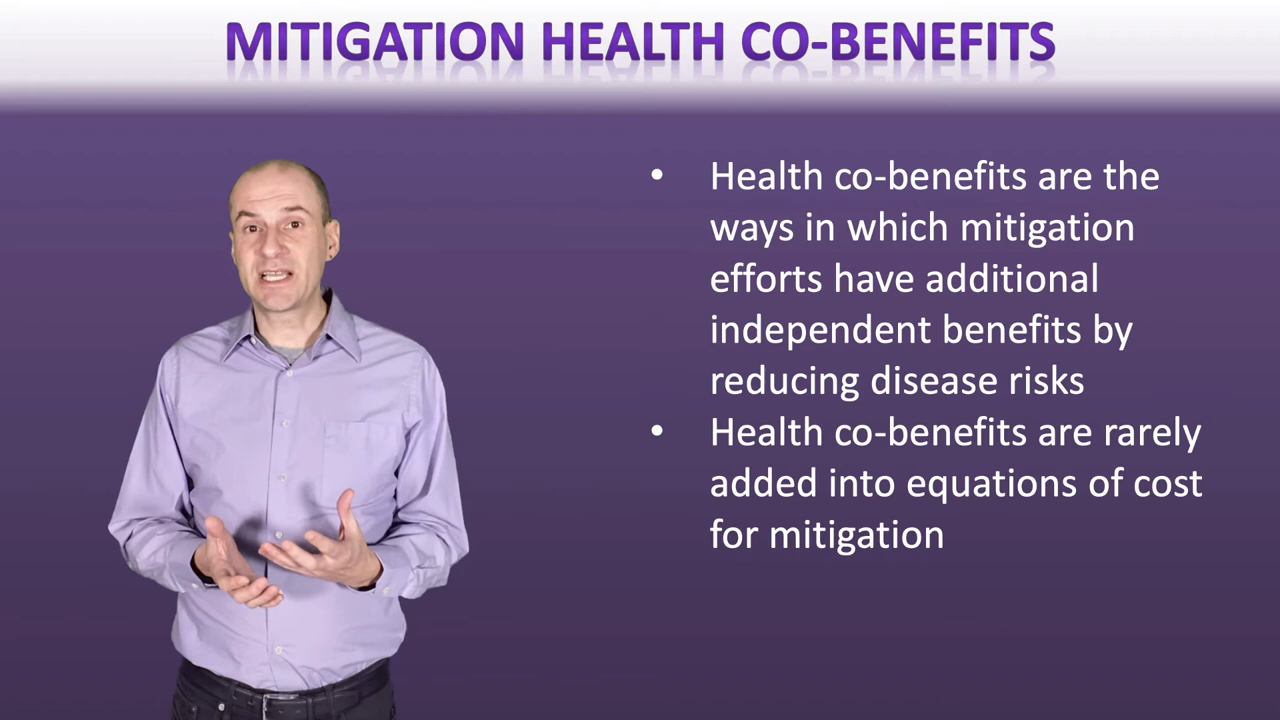 MITIGATION HEALTH CO-BENEFITS
• Health co-benefits are the
ways in which mitigation
efforts have additional
independent benefits by
reducing disease risks
• Health co-benefits are rarely
added into equations of cost
for mitigation